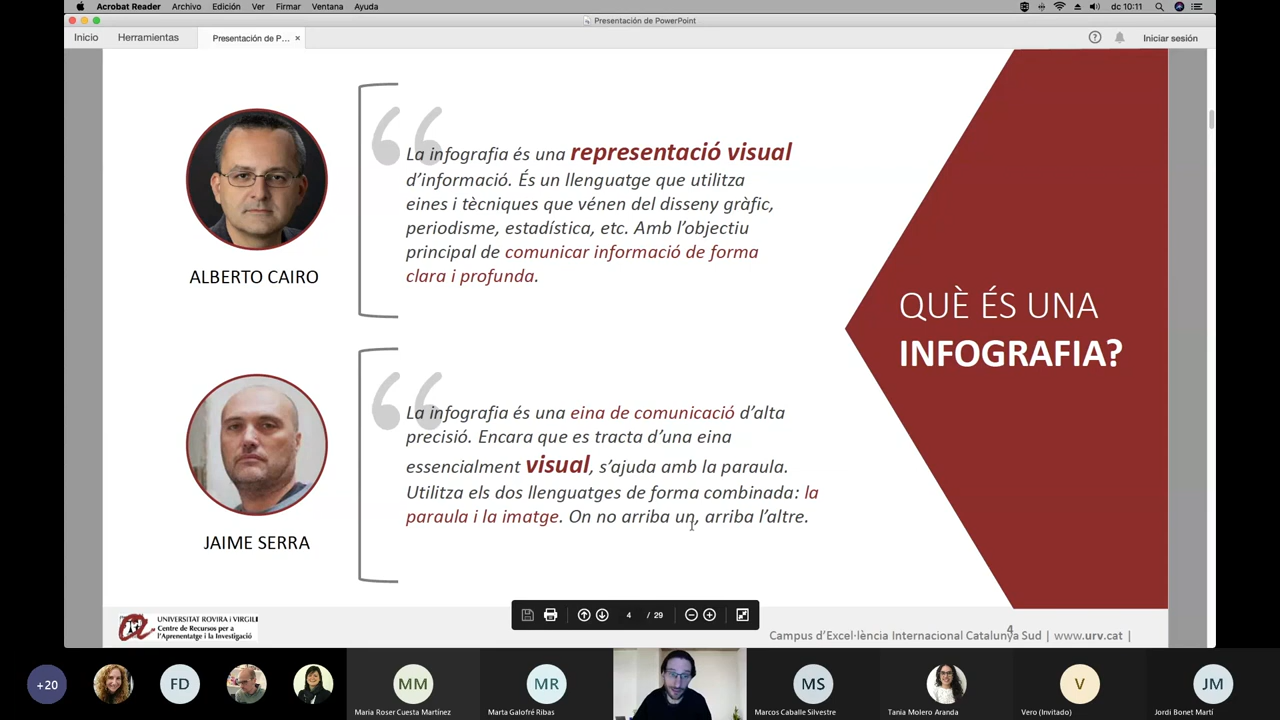 Acrobat Reader Archivo Edición Ver Firmar Ventana Ayuda
dc 10:11
Presentación de PowerPoint
Inicio Herramientas Presentación de P... × Iniciar sesión
La infografia és una representació visual
d'informació. És un llenguatge que utilitza
eines i tècniques que vénen del disseny gràfic,
periodisme, estadística, etc. Amb l'objectiu
principal de comunicar informació de forma
clara i profunda.
ALBERTO CAIRO
QUÈ ÉS UNA
INFOGRAFIA?
La infografia és una eina de comunicació d'alta
precisió. Encara que es tracta d'una eina
essencialment visual, s'ajuda amb la paraula.
Utilitza els dos llenguatges de forma combinada: la
paraula i la imatge. On no arriba un, arriba l'altre.
JAIME SERRA
UNIVERSITAT ROVIRA I VIRGILI
Centre de Recursos per a
l'Aprenentatge i la Investigació
4 / 29
4
Campus d'Excel·lència Internacional Catalunya Sud | www.urv.cat |
+20
FD
MM
Maria Roser Cuesta Martínez
MR
Marta Galofré Ribas
MS
Marcos Caballe Silvestre
Tania Molero Aranda
V
Vero (Invitado)
JM
Jordi Bonet Martí